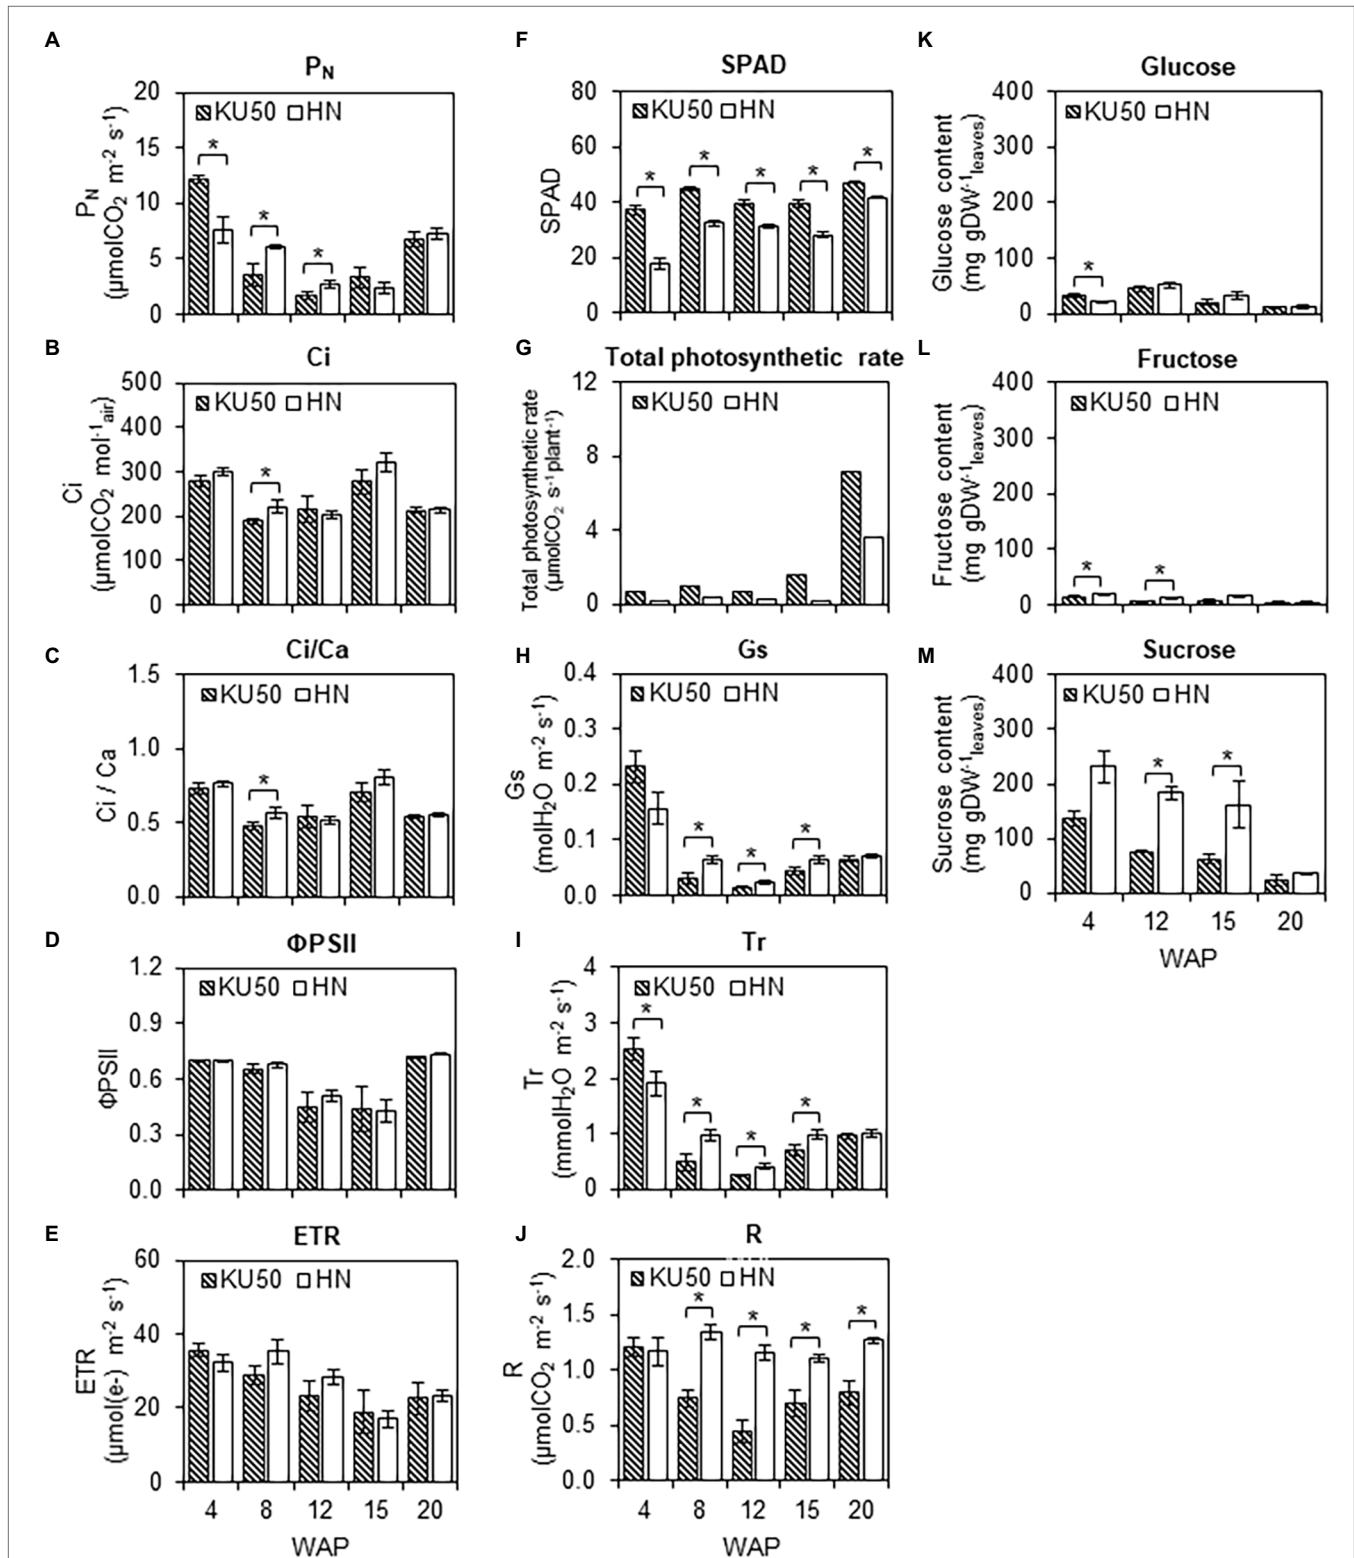 A
P_N
P_N
(µmolCO₂ m⁻² s⁻¹)
20
15
10
5
0
KU50 HN
*
*
*
B
Ci
Ci
(µmolCO₂ mol⁻¹air)
500
400
300
200
100
0
KU50 HN
*
C
Ci/Ca
Ci / Ca
1.5
1.0
0.5
0.0
KU50 HN
*
D
ΦPSII
ΦPSII
1.2
0.9
0.6
0.3
0.0
KU50 HN
E
ETR
ETR
(µmol(e-) m⁻² s⁻¹)
60
40
20
0
KU50 HN
4 8 12 15 20
WAP
F
SPAD
SPAD
80
60
40
20
0
KU50 HN
*
*
*
*
*
G
Total photosynthetic rate
Total photosynthetic rate
(µmolCO₂ s⁻¹plant⁻¹)
12
8
4
0
KU50 HN
H
Gs
Gs
(molH₂O m⁻² s⁻¹)
0.4
0.3
0.2
0.1
0.0
KU50 HN
*
*
*
I
Tr
Tr
(mmolH₂O m⁻² s⁻¹)
4
3
2
1
0
KU50 HN
*
*
*
*
J
R
R
(µmolCO₂ m⁻² s⁻¹)
2.0
1.5
1.0
0.5
0.0
KU50 HN
*
*
*
*
4 8 12 15 20
WAP
K
Glucose
Glucose content
(mg gDW⁻¹leaves)
400
300
200
100
0
KU50 HN
*
L
Fructose
Fructose content
(mg gDW⁻¹leaves)
400
300
200
100
0
KU50 HN
*
*
M
Sucrose
Sucrose content
(mg gDW⁻¹leaves)
400
300
200
100
0
KU50 HN
*
*
4 12 15 20
WAP